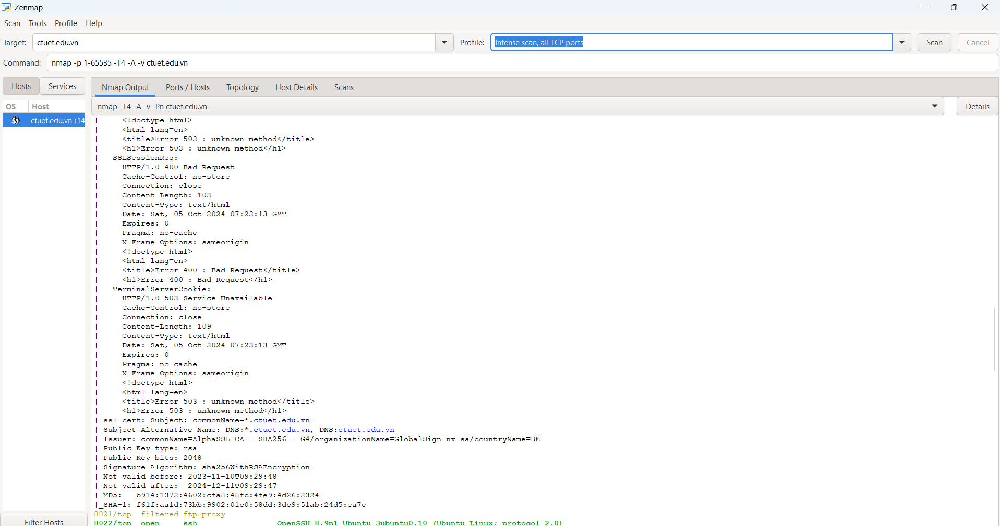 Zenmap
Scan Tools Profile Help
Target: ctuet.edu.vn Profile: Intense scan, all TCP ports Scan Cancel
Command: nmap -p 1-65535 -T4 -A -v ctuet.edu.vn
Hosts Services Nmap Output Ports / Hosts Topology Host Details Scans
OS Host nmap -T4 -A -v -Pn ctuet.edu.vn Details
ctuet.edu.vn (14
| <!doctype html>
| <html lang=en>
| <title>Error 503 : unknown method</title>
| <h1>Error 503 : unknown method</h1>
| SSLSessionReq:
| HTTP/1.0 400 Bad Request
| Cache-Control: no-store
| Connection: close
| Content-Length: 103
| Content-Type: text/html
| Date: Sat, 05 Oct 2024 07:23:13 GMT
| Expires: 0
| Pragma: no-cache
| X-Frame-Options: sameorigin
| <!doctype html>
| <html lang=en>
| <title>Error 400 : Bad Request</title>
| <h1>Error 400 : Bad Request</h1>
| TerminalServerCookie:
| HTTP/1.0 503 Service Unavailable
| Cache-Control: no-store
| Connection: close
| Content-Length: 109
| Content-Type: text/html
| Date: Sat, 05 Oct 2024 07:23:13 GMT
| Expires: 0
| Pragma: no-cache
| X-Frame-Options: sameorigin
| <!doctype html>
| <html lang=en>
| <title>Error 503 : unknown method</title>
|_ <h1>Error 503 : unknown method</h1>
| ssl-cert: Subject: commonName=*.ctuet.edu.vn
| Subject Alternative Name: DNS:*.ctuet.edu.vn, DNS:ctuet.edu.vn
| Issuer: commonName=AlphaSSL CA - SHA256 - G4/organizationName=GlobalSign nv-sa/countryName=BE
| Public Key type: rsa
| Public Key bits: 2048
| Signature Algorithm: sha256WithRSAEncryption
| Not valid before: 2023-11-10T09:29:48
| Not valid after: 2024-12-11T09:29:47
| MD5: b914:1372:4602:cfa8:48fc:4fe9:4d26:2324
|_SHA-1: f61f:aa1d:73bb:9902:01c0:58dd:3dc9:51ab:24d5:ea7e
8021/tcp filtered ftp-proxy
8022/tcp open ssh OpenSSH 8.9p1 Ubuntu 3ubuntu0.10 (Ubuntu Linux; protocol 2.0)
Filter Hosts